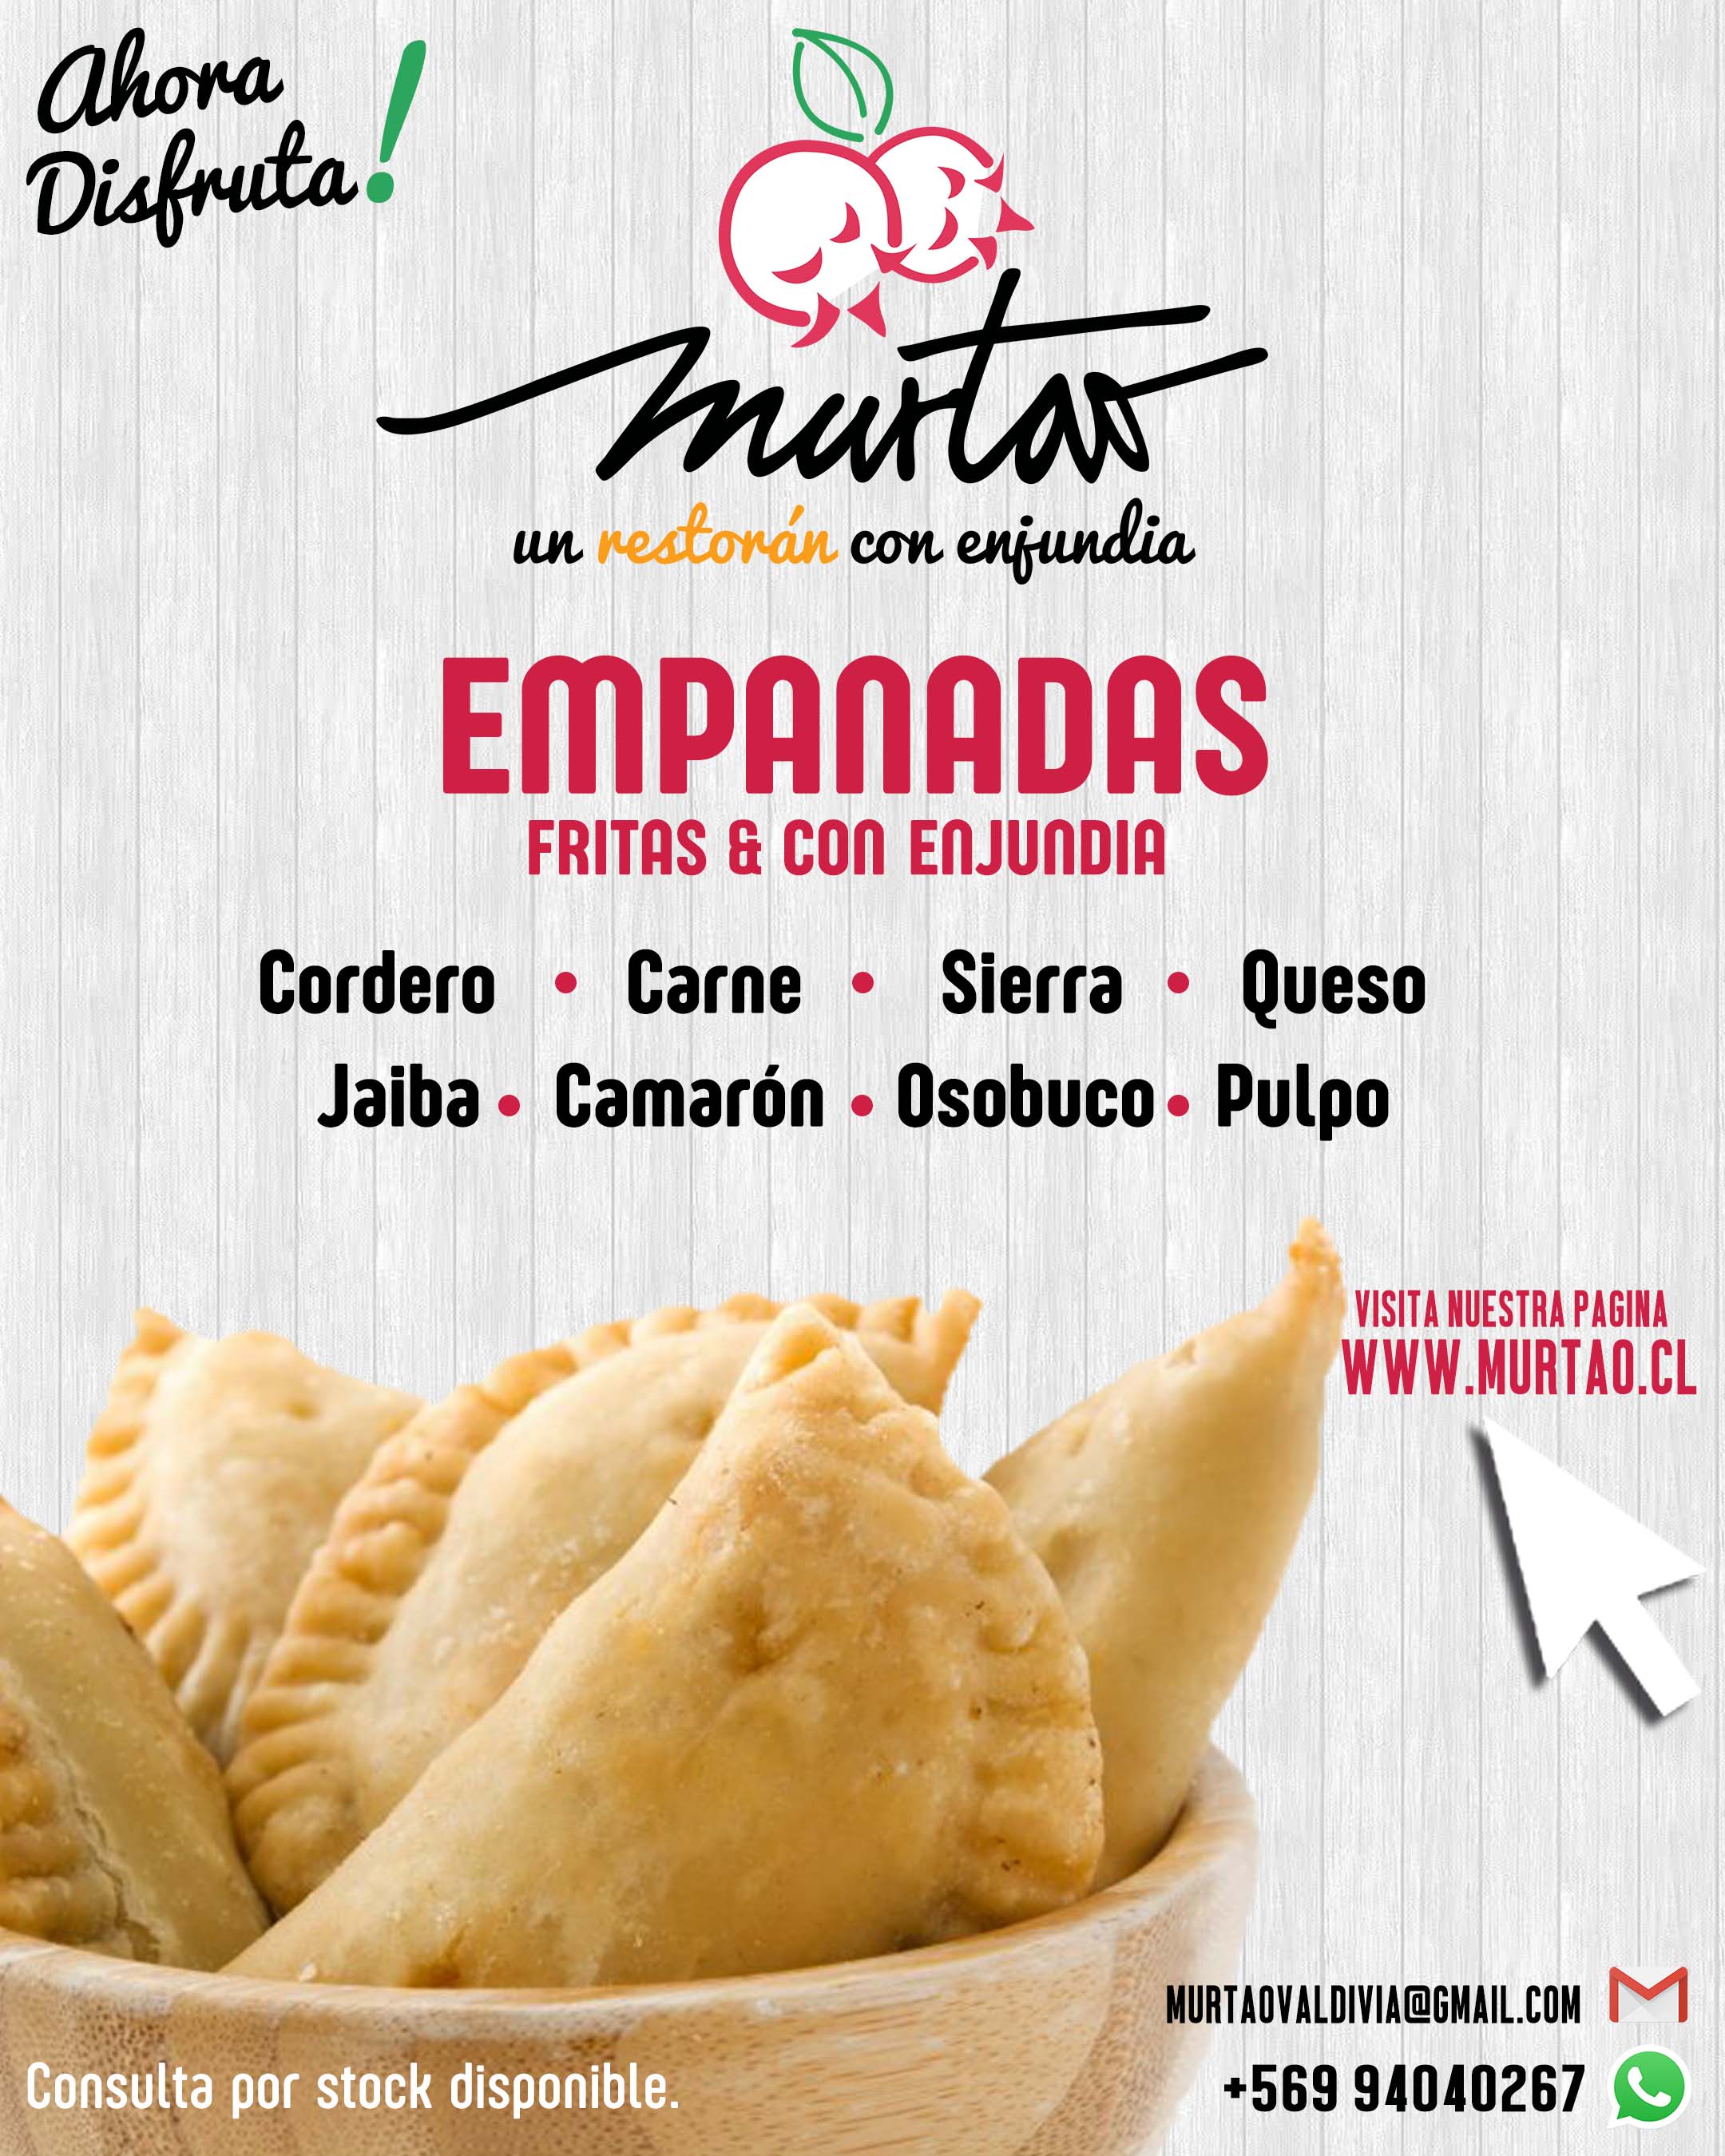 Ahora
Disfruta!
murtao
un restorán con enjundia
EMPANADAS
FRITAS & CON ENJUNDIA
Cordero • Carne • Sierra • Queso
Jaiba • Camarón • Osobuco • Pulpo
VISITA NUESTRA PAGINA
WWW.MURTAO.CL
MURTAOVALDIVIA@GMAIL.COM
+569 94040267
Consulta por stock disponible.